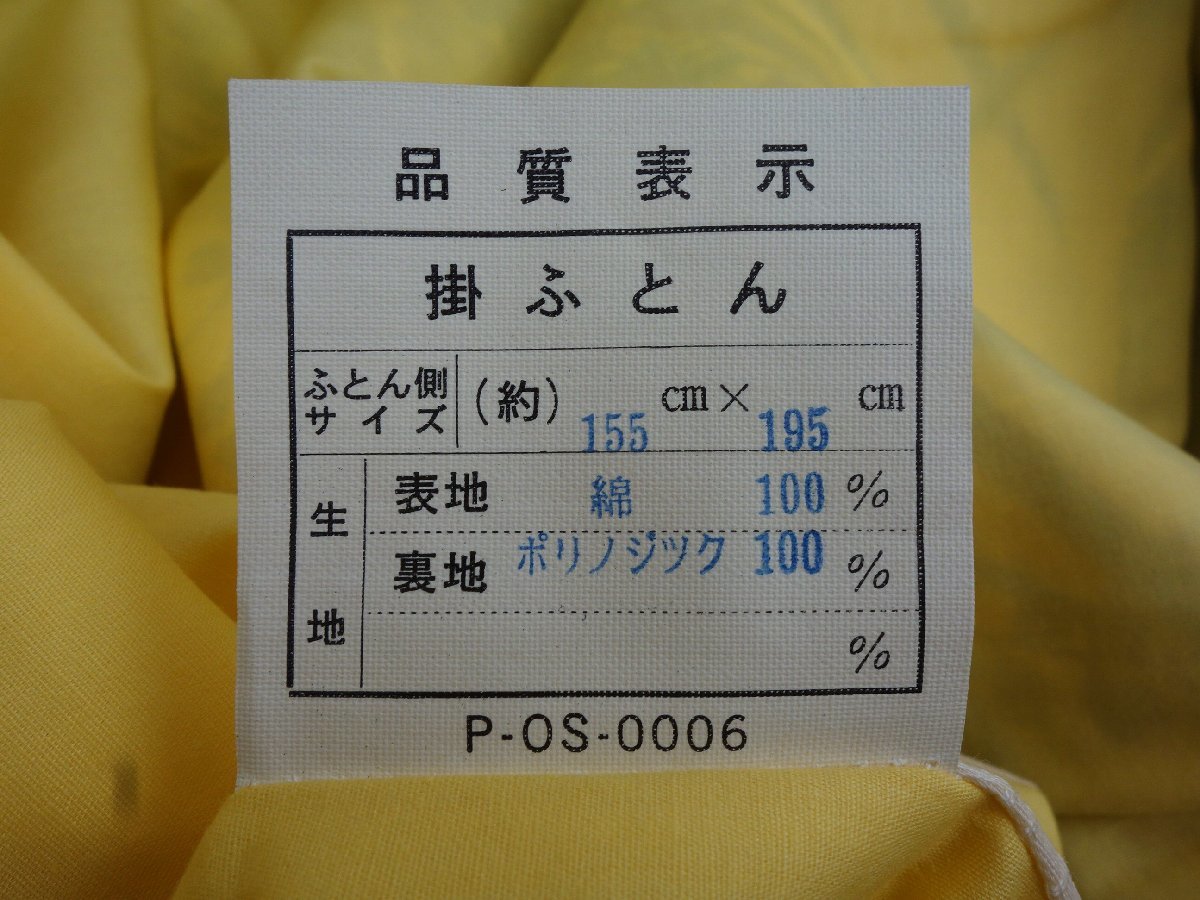 品質表示
掛ふとん
ふとん側サイズ (約) 155 cm × 195 cm
生地
表地 綿 100 %
裏地 ポリノジック 100 %
%
P-OS-0006